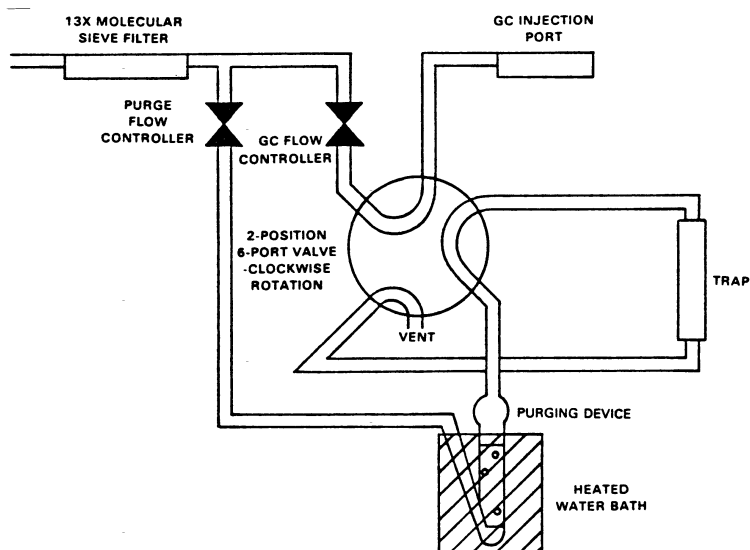 13X MOLECULAR
SIEVE FILTER
GC INJECTION
PORT
PURGE
FLOW
CONTROLLER
GC FLOW
CONTROLLER
2-POSITION
6-PORT VALVE
-CLOCKWISE
ROTATION
TRAP
VENT
PURGING DEVICE
HEATED
WATER BATH